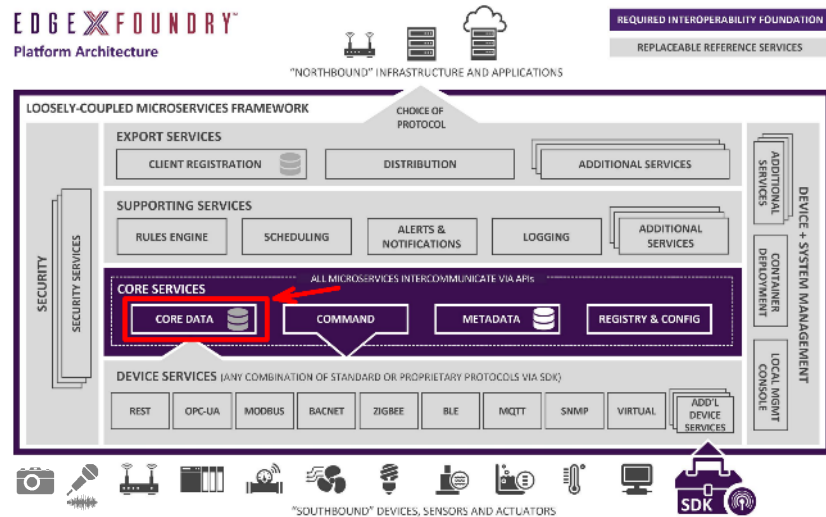 EDGE X FOUNDRY™
Platform Architecture
REQUIRED INTEROPERABILITY FOUNDATION
REPLACEABLE REFERENCE SERVICES
"NORTHBOUND" INFRASTRUCTURE AND APPLICATIONS
LOOSELY-COUPLED MICROSERVICES FRAMEWORK
CHOICE OF
PROTOCOL
EXPORT SERVICES
CLIENT REGISTRATION
DISTRIBUTION
ADDITIONAL SERVICES
SUPPORTING SERVICES
RULES ENGINE
SCHEDULING
ALERTS &
NOTIFICATIONS
LOGGING
ADDITIONAL
SERVICES
ALL MICROSERVICES INTERCOMMUNICATE VIA APIs
CORE SERVICES
CORE DATA
COMMAND
METADATA
REGISTRY & CONFIG
DEVICE SERVICES (ANY COMBINATION OF STANDARD OR PROPRIETARY PROTOCOLS VIA SDK)
REST
OPC-UA
MODBUS
BACNET
ZIGBEE
BLE
MQTT
SNMP
VIRTUAL
ADD'L
DEVICE
SERVICES
SECURITY
SECURITY SERVICES
ADDITIONAL
SERVICES
CONTAINER
DEPLOYMENT
LOCAL MGMT
CONSOLE
DEVICE + SYSTEM MANAGEMENT
"SOUTHBOUND" DEVICES, SENSORS AND ACTUATORS
SDK